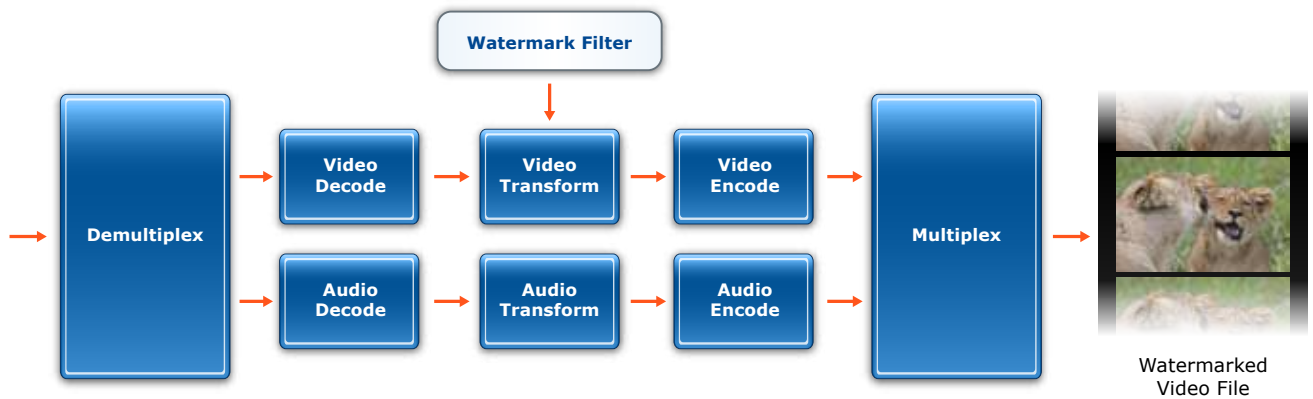 Watermark Filter
Demultiplex
Video
Decode
Video
Transform
Video
Encode
Audio
Decode
Audio
Transform
Audio
Encode
Multiplex
Watermarked
Video File